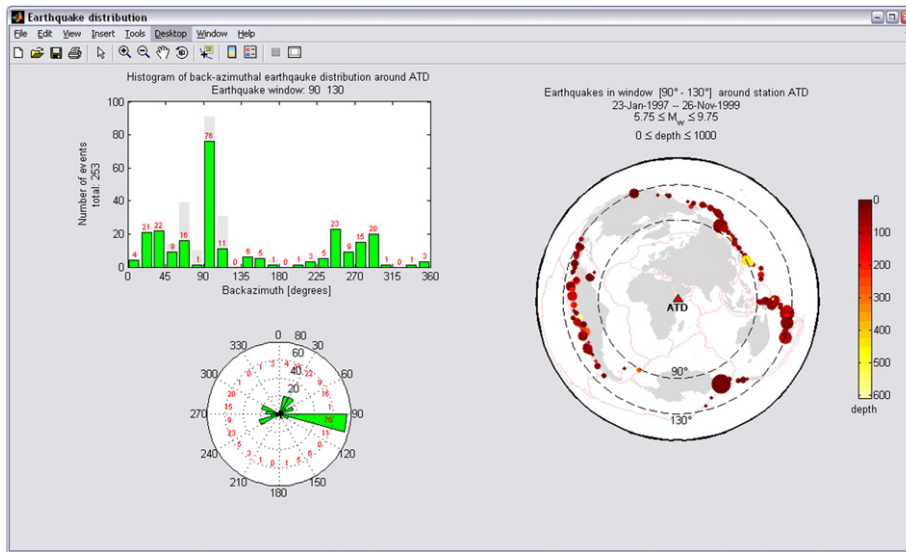 Earthquake distribution
File Edit View Insert Tools Desktop Window Help
Histogram of back-azimuthal earthqauke distribution around ATD
Earthquake window: 90 130
Number of events
total: 253
100
80
60
40
20
0
4 21 22 9 16 1 76 11 0 6 5 1 0 1 3 5 23 9 15 20 1 0 1 3
0 45 90 135 180 225 270 315 360
Backazimuth [degrees]
Earthquakes in window [90° - 130°] around station ATD
23-Jan-1997 -- 26-Nov-1999
5.75 ≤ Mw ≤ 9.75
0 ≤ depth ≤ 1000
ATD
90°
130°
0
100
200
300
400
500
600
depth
0
30
60
90
120
150
180
210
240
270
300
330
80
60
40
20